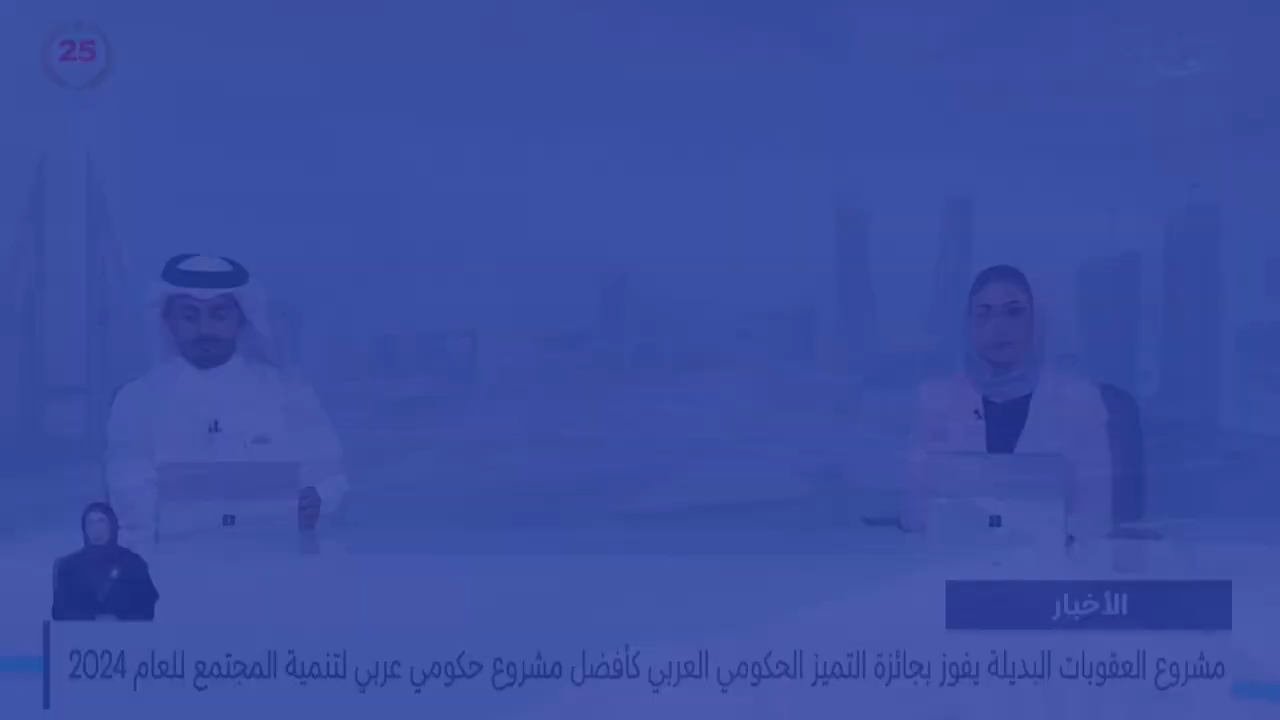 25
الأخبار
مشروع العقوبات البديلة يفوز بجائزة التميز الحكومي العربي كأفضل مشروع حكومي عربي لتنمية المجتمع للعام 2024